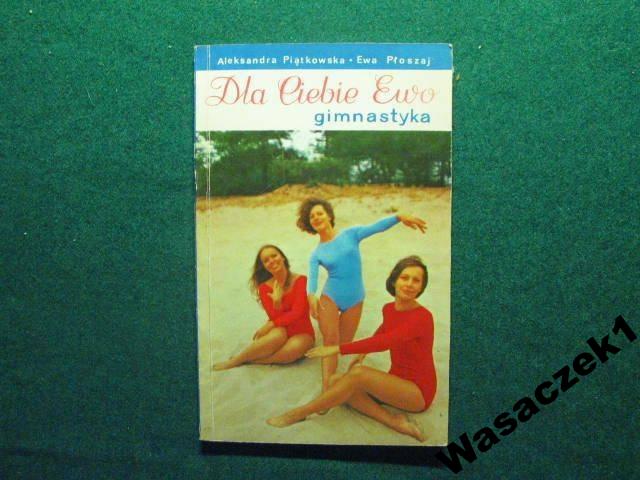 Aleksandra Piątkowska • Ewa Płoszaj
Dla Ciebie Ewo
gimnastyka
Wasaczek1